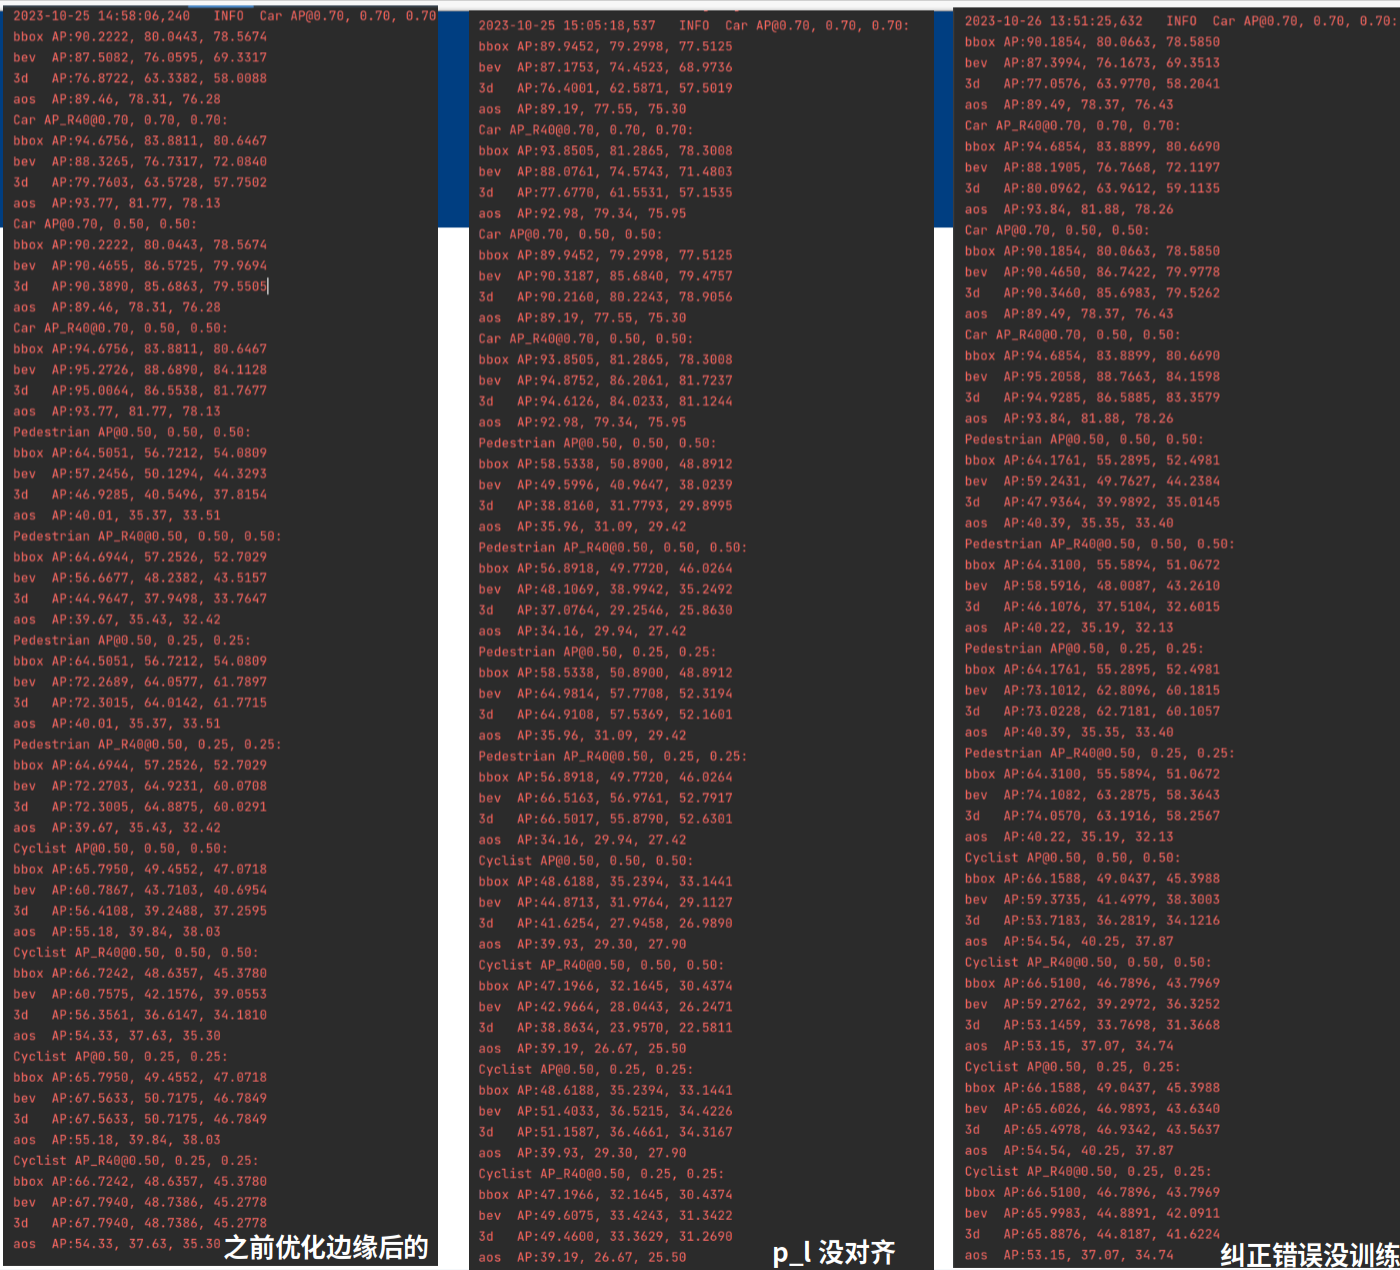 2023-10-25 14:58:06,240   INFO  Car AP@0.70, 0.70, 0.70
bbox AP:90.2222, 80.0443, 78.5674
bev  AP:87.5082, 76.0595, 69.3317
3d   AP:76.8722, 63.3382, 58.0088
aos  AP:89.46, 78.31, 76.28
Car AP_R40@0.70, 0.70, 0.70:
bbox AP:94.6756, 83.8811, 80.6467
bev  AP:88.3265, 76.7317, 72.0840
3d   AP:79.7603, 63.5728, 57.7502
aos  AP:93.77, 81.77, 78.13
Car AP@0.70, 0.50, 0.50:
bbox AP:90.2222, 80.0443, 78.5674
bev  AP:90.4655, 86.5725, 79.9694
3d   AP:90.3890, 85.6863, 79.5505
aos  AP:89.46, 78.31, 76.28
Car AP_R40@0.70, 0.50, 0.50:
bbox AP:94.6756, 83.8811, 80.6467
bev  AP:95.2726, 88.6890, 84.1128
3d   AP:95.0064, 86.5538, 81.7677
aos  AP:93.77, 81.77, 78.13
Pedestrian AP@0.50, 0.50, 0.50:
bbox AP:64.5051, 56.7212, 54.0809
bev  AP:57.2456, 50.1294, 44.3293
3d   AP:46.9285, 40.5496, 37.8154
aos  AP:40.01, 35.37, 33.51
Pedestrian AP_R40@0.50, 0.50, 0.50:
bbox AP:64.6944, 57.2526, 52.7029
bev  AP:56.6677, 48.2382, 43.5157
3d   AP:44.9647, 37.9498, 33.7647
aos  AP:39.67, 35.43, 32.42
Pedestrian AP@0.50, 0.25, 0.25:
bbox AP:64.5051, 56.7212, 54.0809
bev  AP:72.2689, 64.0577, 61.7897
3d   AP:72.3015, 64.0142, 61.7715
aos  AP:40.01, 35.37, 33.51
Pedestrian AP_R40@0.50, 0.25, 0.25:
bbox AP:64.6944, 57.2526, 52.7029
bev  AP:72.2703, 64.9231, 60.0708
3d   AP:72.3005, 64.8875, 60.0291
aos  AP:39.67, 35.43, 32.42
Cyclist AP@0.50, 0.50, 0.50:
bbox AP:65.7950, 49.4552, 47.0718
bev  AP:60.7867, 43.7103, 40.6954
3d   AP:56.4108, 39.2488, 37.2595
aos  AP:55.18, 39.84, 38.03
Cyclist AP_R40@0.50, 0.50, 0.50:
bbox AP:66.7242, 48.6357, 45.3780
bev  AP:60.7575, 42.1576, 39.0553
3d   AP:56.3561, 36.6147, 34.1810
aos  AP:54.33, 37.63, 35.30
Cyclist AP@0.50, 0.25, 0.25:
bbox AP:65.7950, 49.4552, 47.0718
bev  AP:67.5633, 50.7175, 46.7849
3d   AP:67.5633, 50.7175, 46.7849
aos  AP:55.18, 39.84, 38.03
Cyclist AP_R40@0.50, 0.25, 0.25:
bbox AP:66.7242, 48.6357, 45.3780
bev  AP:67.7940, 48.7386, 45.2778
3d   AP:67.7940, 48.7386, 45.2778
aos  AP:54.33, 37.63, 35.30
之前优化边缘后的
2023-10-25 15:05:18,537   INFO  Car AP@0.70, 0.70, 0.70:
bbox AP:89.9452, 79.2998, 77.5125
bev  AP:87.1753, 74.4523, 68.9736
3d   AP:76.4001, 62.5871, 57.5019
aos  AP:89.19, 77.55, 75.30
Car AP_R40@0.70, 0.70, 0.70:
bbox AP:93.8505, 81.2865, 78.3008
bev  AP:88.0761, 74.5743, 71.4803
3d   AP:77.6770, 61.5531, 57.1535
aos  AP:92.98, 79.34, 75.95
Car AP@0.70, 0.50, 0.50:
bbox AP:89.9452, 79.2998, 77.5125
bev  AP:90.3187, 85.6840, 79.4757
3d   AP:90.2160, 80.2243, 78.9056
aos  AP:89.19, 77.55, 75.30
Car AP_R40@0.70, 0.50, 0.50:
bbox AP:93.8505, 81.2865, 78.3008
bev  AP:94.8752, 86.2061, 81.7237
3d   AP:94.6126, 84.0233, 81.1244
aos  AP:92.98, 79.34, 75.95
Pedestrian AP@0.50, 0.50, 0.50:
bbox AP:58.5338, 50.8900, 48.8912
bev  AP:49.5996, 40.9647, 38.0239
3d   AP:38.8160, 31.7793, 29.8995
aos  AP:35.96, 31.09, 29.42
Pedestrian AP_R40@0.50, 0.50, 0.50:
bbox AP:56.8918, 49.7720, 46.0264
bev  AP:48.1069, 38.9942, 35.2492
3d   AP:37.0764, 29.2546, 25.8630
aos  AP:34.16, 29.94, 27.42
Pedestrian AP@0.50, 0.25, 0.25:
bbox AP:58.5338, 50.8900, 48.8912
bev  AP:64.9814, 57.7708, 52.3194
3d   AP:64.9108, 57.5369, 52.1601
aos  AP:35.96, 31.09, 29.42
Pedestrian AP_R40@0.50, 0.25, 0.25:
bbox AP:56.8918, 49.7720, 46.0264
bev  AP:66.5163, 56.9761, 52.7917
3d   AP:66.5017, 55.8790, 52.6301
aos  AP:34.16, 29.94, 27.42
Cyclist AP@0.50, 0.50, 0.50:
bbox AP:48.6188, 35.2394, 33.1441
bev  AP:44.8713, 31.9764, 29.1127
3d   AP:41.6254, 27.9458, 26.9890
aos  AP:39.93, 29.30, 27.90
Cyclist AP_R40@0.50, 0.50, 0.50:
bbox AP:47.1966, 32.1645, 30.4374
bev  AP:42.9664, 28.0443, 26.2471
3d   AP:38.8634, 23.9570, 22.5811
aos  AP:39.19, 26.67, 25.50
Cyclist AP@0.50, 0.25, 0.25:
bbox AP:48.6188, 35.2394, 33.1441
bev  AP:51.4033, 36.5215, 34.4226
3d   AP:51.1587, 36.4661, 34.3167
aos  AP:39.93, 29.30, 27.90
Cyclist AP_R40@0.50, 0.25, 0.25:
bbox AP:47.1966, 32.1645, 30.4374
bev  AP:49.6075, 33.4243, 31.3422
3d   AP:49.4600, 33.3629, 31.2690
aos  AP:39.19, 26.67, 25.50
p_l 没对齐
2023-10-26 13:51:25,632   INFO  Car AP@0.70, 0.70, 0.70:
bbox AP:90.1854, 80.0663, 78.5850
bev  AP:87.3994, 76.1673, 69.3513
3d   AP:77.0576, 63.9770, 58.2041
aos  AP:89.49, 78.37, 76.43
Car AP_R40@0.70, 0.70, 0.70:
bbox AP:94.6854, 83.8899, 80.6690
bev  AP:88.1905, 76.7668, 72.1197
3d   AP:80.0962, 63.9612, 59.1135
aos  AP:93.84, 81.88, 78.26
Car AP@0.70, 0.50, 0.50:
bbox AP:90.1854, 80.0663, 78.5850
bev  AP:90.4650, 86.7422, 79.9778
3d   AP:90.3460, 85.6983, 79.5262
aos  AP:89.49, 78.37, 76.43
Car AP_R40@0.70, 0.50, 0.50:
bbox AP:94.6854, 83.8899, 80.6690
bev  AP:95.2058, 88.7663, 84.1598
3d   AP:94.9285, 86.5885, 83.3579
aos  AP:93.84, 81.88, 78.26
Pedestrian AP@0.50, 0.50, 0.50:
bbox AP:64.1761, 55.2895, 52.4981
bev  AP:59.2431, 49.7627, 44.2384
3d   AP:47.9364, 39.9892, 35.0145
aos  AP:40.39, 35.35, 33.40
Pedestrian AP_R40@0.50, 0.50, 0.50:
bbox AP:64.3100, 55.5894, 51.0672
bev  AP:58.5916, 48.0087, 43.2610
3d   AP:46.1076, 37.5104, 32.6015
aos  AP:40.22, 35.19, 32.13
Pedestrian AP@0.50, 0.25, 0.25:
bbox AP:64.1761, 55.2895, 52.4981
bev  AP:73.1012, 62.8096, 60.1815
3d   AP:73.0228, 62.7181, 60.1057
aos  AP:40.39, 35.35, 33.40
Pedestrian AP_R40@0.50, 0.25, 0.25:
bbox AP:64.3100, 55.5894, 51.0672
bev  AP:74.1082, 63.2875, 58.3643
3d   AP:74.0570, 63.1916, 58.2567
aos  AP:40.22, 35.19, 32.13
Cyclist AP@0.50, 0.50, 0.50:
bbox AP:66.1588, 49.0437, 45.3988
bev  AP:59.3735, 41.4979, 38.3003
3d   AP:53.7183, 36.2819, 34.1216
aos  AP:54.54, 40.25, 37.87
Cyclist AP_R40@0.50, 0.50, 0.50:
bbox AP:66.5100, 46.7896, 43.7969
bev  AP:59.2762, 39.2972, 36.3252
3d   AP:53.1459, 33.7698, 31.3668
aos  AP:53.15, 37.07, 34.74
Cyclist AP@0.50, 0.25, 0.25:
bbox AP:66.1588, 49.0437, 45.3988
bev  AP:65.6026, 46.9893, 43.6340
3d   AP:65.4978, 46.9342, 43.5637
aos  AP:54.54, 40.25, 37.87
Cyclist AP_R40@0.50, 0.25, 0.25:
bbox AP:66.5100, 46.7896, 43.7969
bev  AP:65.9983, 44.8891, 42.0911
3d   AP:65.8876, 44.8187, 41.6224
aos  AP:53.15, 37.07, 34.74
纠正错误没训练